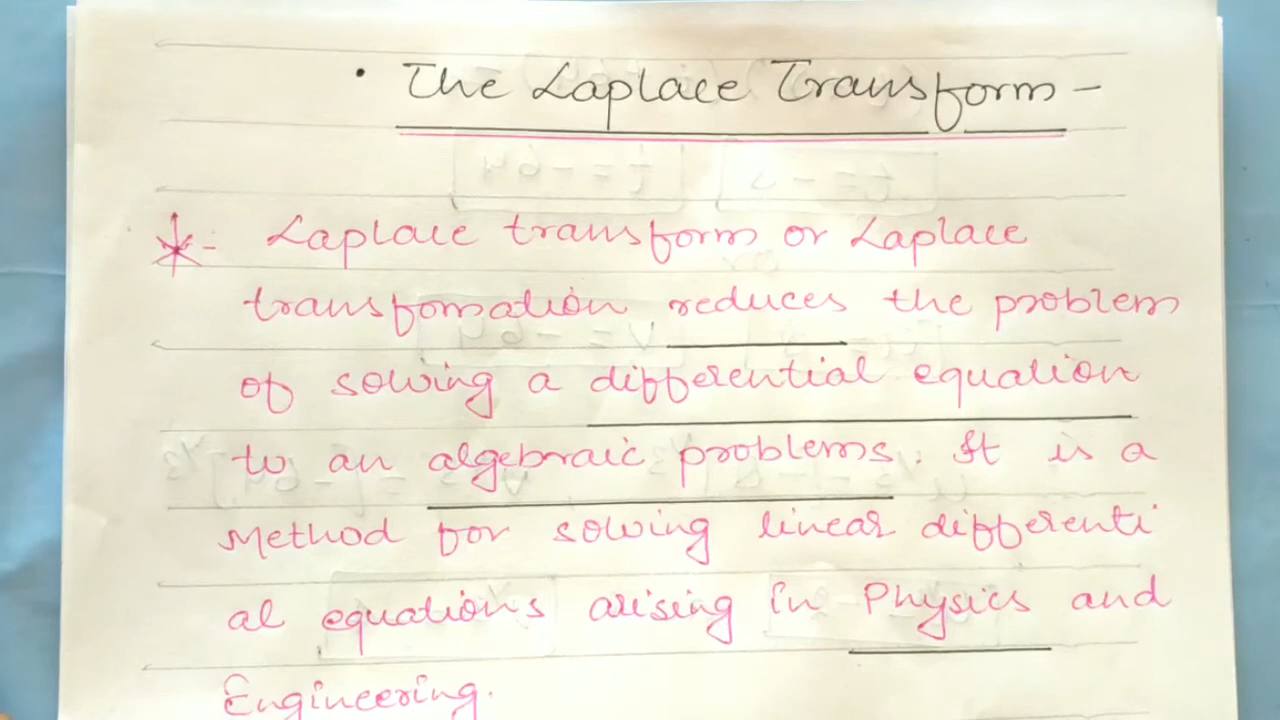 • The Laplace Transform -
*:- Laplace transform or Laplace
transfomation reduces the problem
of solving a differential equation
to an algebraic problems. It is a
Method for solving linear differenti
al equations arising in Physics and
Engineering.